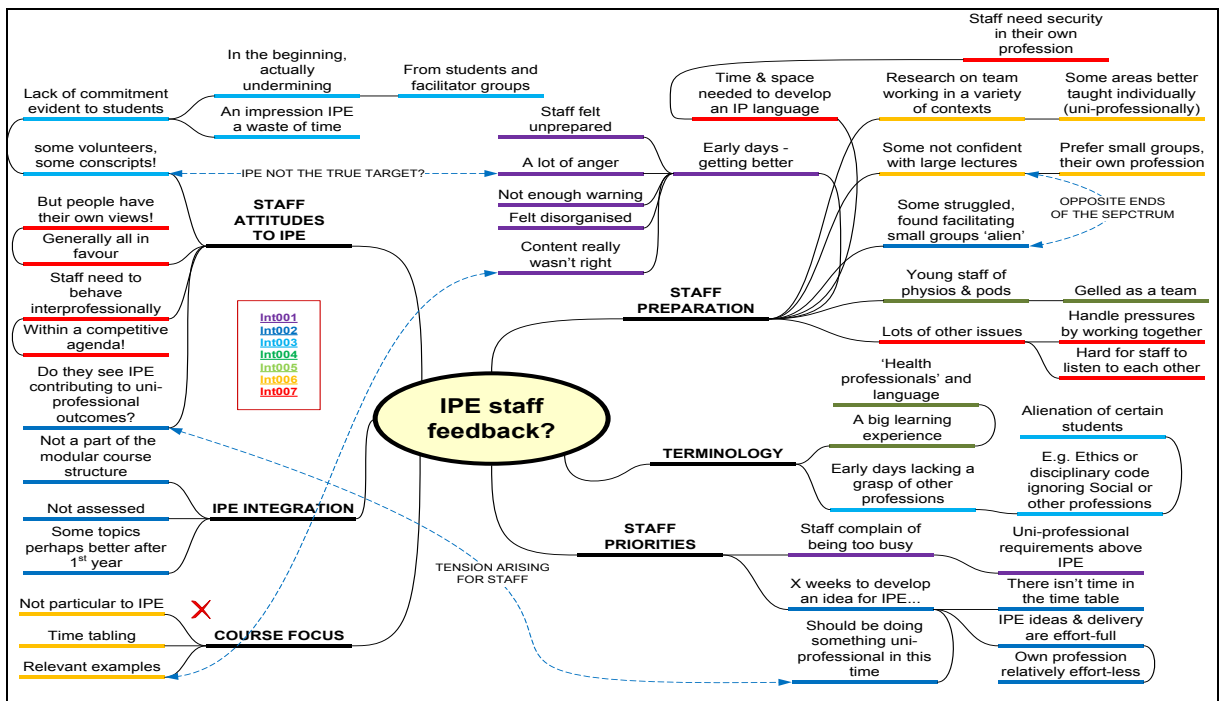 Staff need security
in their own
profession
In the beginning,
actually
undermining
From students and
facilitator groups
Lack of commitment
evident to students
An impression IPE
a waste of time
some volunteers,
some conscripts!
IPE NOT THE TRUE TARGET?
STAFF
ATTITUDES
TO IPE
But people have
their own views!
Generally all in
favour
Staff need to
behave
interprofessionally
Within a competitive
agenda!
Do they see IPE
contributing to uni-
professional
outcomes?
Int001
Int002
Int003
Int004
Int005
Int006
Int007
Time & space
needed to develop
an IP language
Research on team
working in a variety
of contexts
Some areas better
taught individually
(uni-professionally)
Staff felt
unprepared
A lot of anger
Not enough warning
Felt disorganised
Content really
wasn't right
Early days -
getting better
Some not confident
with large lectures
Prefer small groups,
their own profession
OPPOSITE ENDS
OF THE SEPCTRUM
Some struggled,
found facilitating
small groups 'alien'
STAFF
PREPARATION
Young staff of
physios & pods
Gelled as a team
Lots of other issues
Handle pressures
by working together
Hard for staff to
listen to each other
IPE staff
feedback?
'Health
professionals' and
language
A big learning
experience
TERMINOLOGY
Early days lacking a
grasp of other
professions
Alienation of certain
students
E.g. Ethics or
disciplinary code
ignoring Social or
other professions
Not a part of the
modular course
structure
Not assessed
IPE INTEGRATION
Some topics
perhaps better after
1st year
STAFF
PRIORITIES
Staff complain of
being too busy
Uni-professional
requirements above
IPE
TENSION ARISING
FOR STAFF
X weeks to develop
an idea for IPE...
There isn't time in
the time table
IPE ideas & delivery
are effort-full
Own profession
relatively effort-less
Should be doing
something uni-
professional in this
time
Not particular to IPE
Time tabling
COURSE FOCUS
Relevant examples